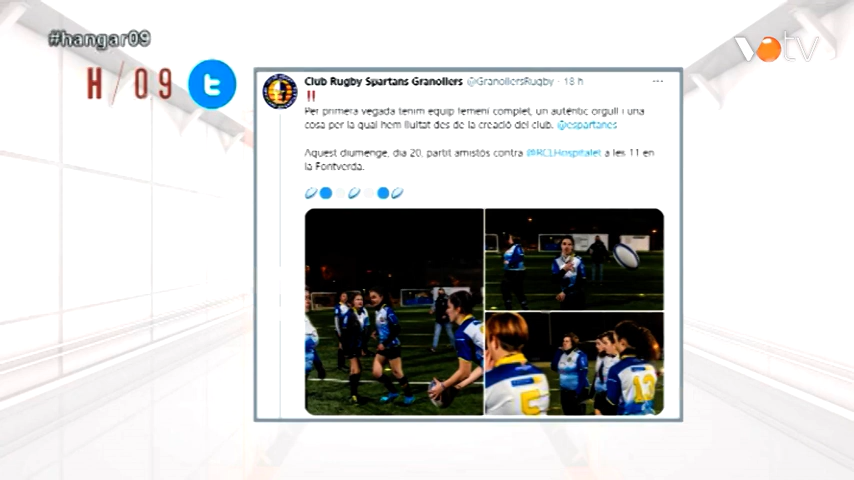 #hangar09
H/09
votv
Club Rugby Spartans Granollers @GranollersRugby · 18 h
‼
Per primera vegada tenim equip femení complet, un autèntic orgull i una
cosa per la qual hem lluitat des de la creació del club. @espartanes
Aquest diumenge, dia 20, partit amistós contra @RCLHospitalet a les 11 en
la Fontverda.
5
13